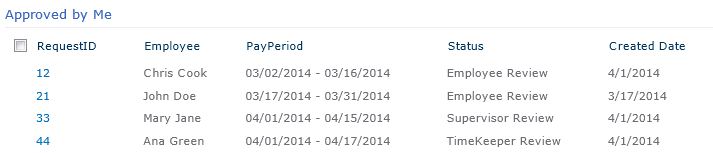 Approved by Me
RequestID Employee PayPeriod Status Created Date
12 Chris Cook 03/02/2014 - 03/16/2014 Employee Review 4/1/2014
21 John Doe 03/17/2014 - 03/31/2014 Employee Review 3/17/2014
33 Mary Jane 04/01/2014 - 04/15/2014 Supervisor Review 4/1/2014
44 Ana Green 04/01/2014 - 04/17/2014 TimeKeeper Review 4/1/2014